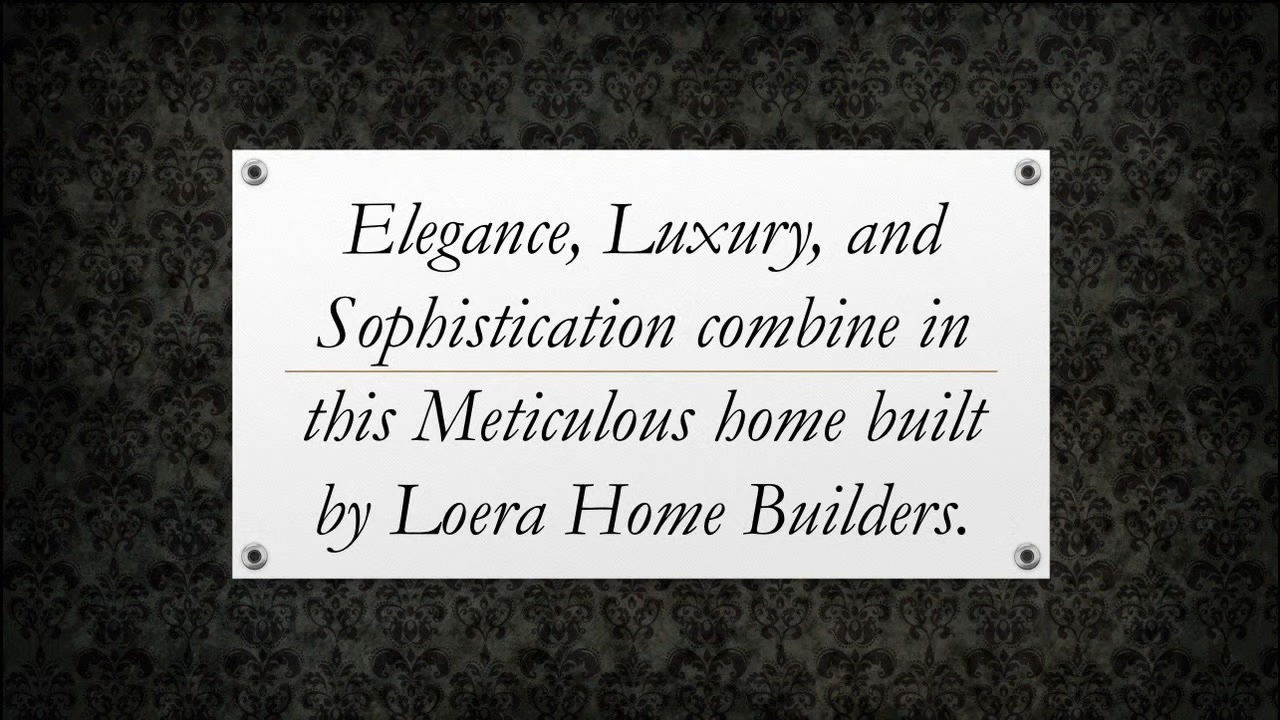 Elegance, Luxury, and
Sophistication combine in
this Meticulous home built
by Loera Home Builders.